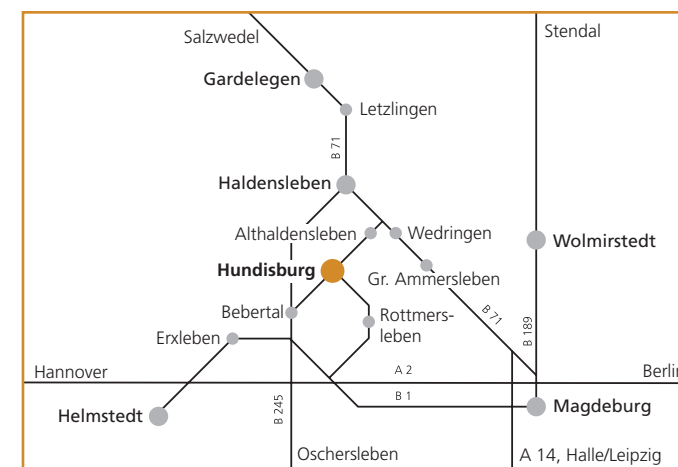 Salzwedel
Stendal
Gardelegen
Letzlingen
B 71
Haldensleben
Althaldensleben
Wedringen
Wolmirstedt
Hundisburg
Gr. Ammersleben
Bebertal
Rottmers-
leben
B 71
B 189
Erxleben
Hannover
A 2
Berlin
B 1
B 245
Helmstedt
Magdeburg
Oschersleben
A 14, Halle/Leipzig